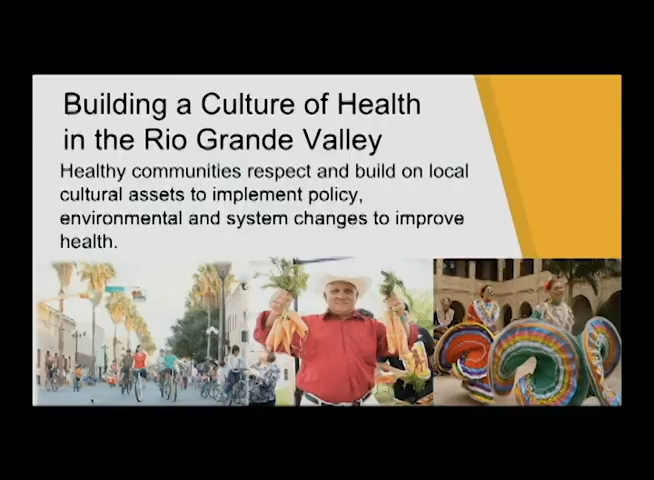 Building a Culture of Health
in the Rio Grande Valley
Healthy communities respect and build on local
cultural assets to implement policy,
environmental and system changes to improve
health.